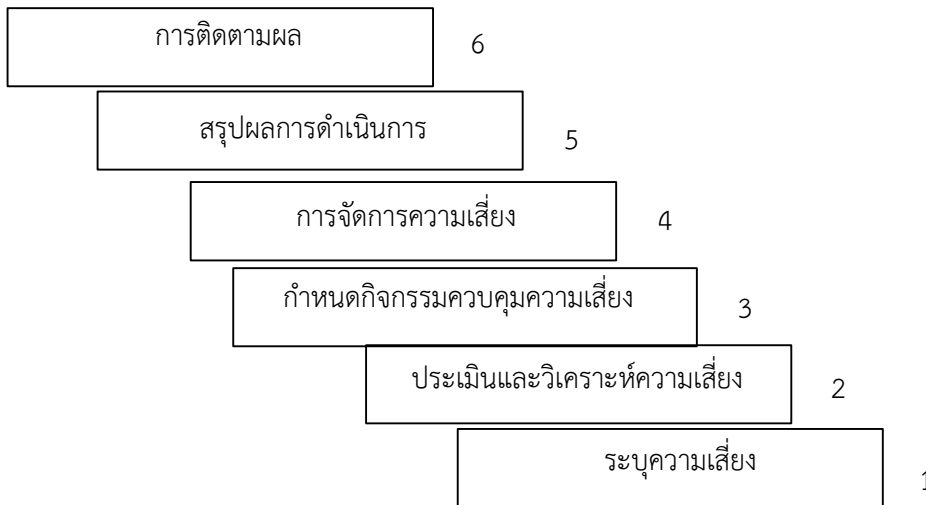 การติดตามผล 6
สรุปผลการดำเนินการ 5
การจัดการความเสี่ยง 4
กำหนดกิจกรรมควบคุมความเสี่ยง 3
ประเมินและวิเคราะห์ความเสี่ยง 2
ระบุความเสี่ยง 1